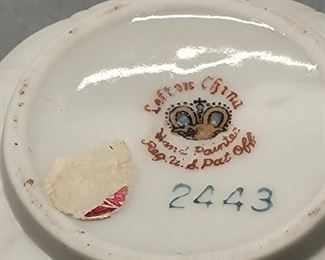 Lefton China
Hand Painted
Reg. U.S. Pat Off
2443